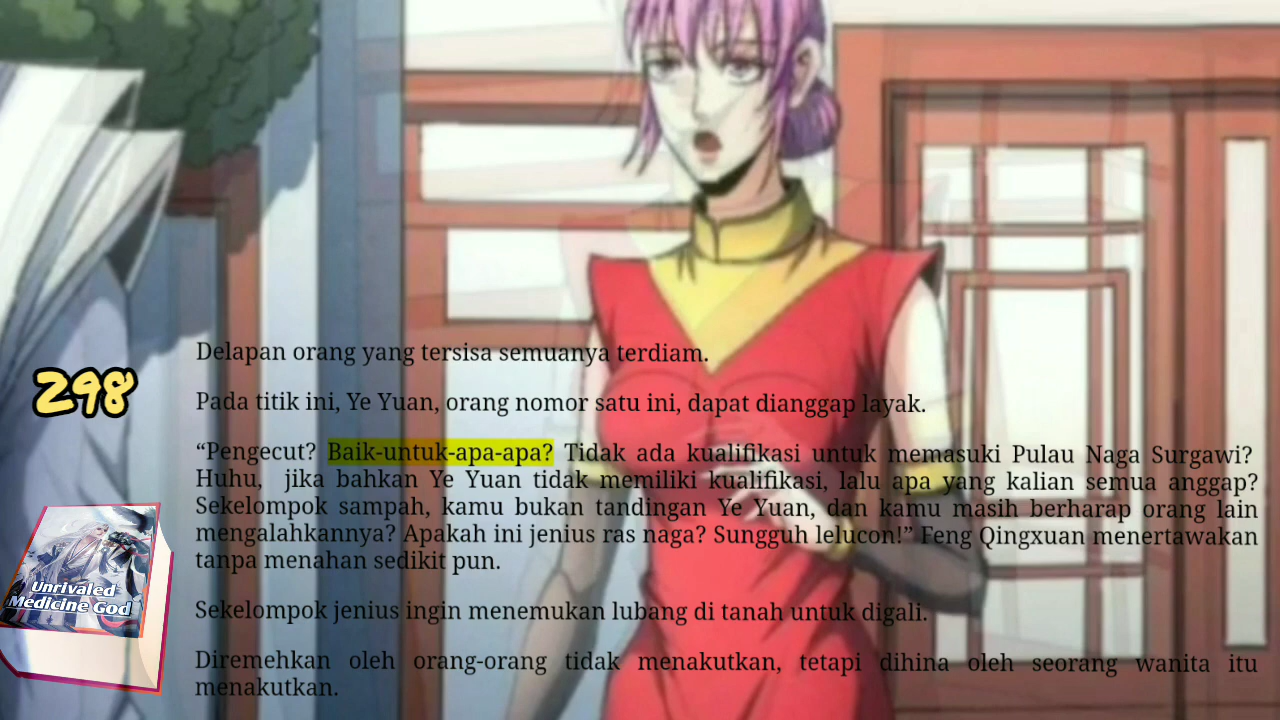 Delapan orang yang tersisa semuanya terdiam.
Pada titik ini, Ye Yuan, orang nomor satu ini, dapat dianggap layak.
298
“Pengecut? Baik-untuk-apa-apa? Tidak ada kualifikasi untuk memasuki Pulau Naga Surgawi?
Huhu, jika bahkan Ye Yuan tidak memiliki kualifikasi, lalu apa yang kalian semua anggap?
Sekelompok sampah, kamu bukan tandingan Ye Yuan, dan kamu masih berharap orang lain
mengalahkannya? Apakah ini jenius ras naga? Sungguh lelucon!” Feng Qingxuan menertawakan
tanpa menahan sedikit pun.
Unrivaled
Medicine God
Sekelompok jenius ingin menemukan lubang di tanah untuk digali.
Diremehkan oleh orang-orang tidak menakutkan, tetapi dihina oleh seorang wanita itu
menakutkan.